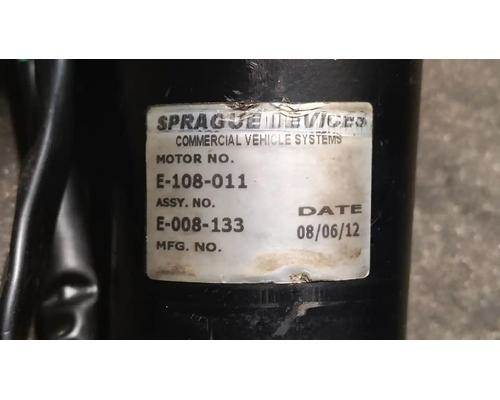 SPRAGUE DEVICES
COMMERCIAL VEHICLE SYSTEMS
MOTOR NO.
E-108-011
ASSY. NO.
E-008-133
DATE
08/06/12
MFG. NO.